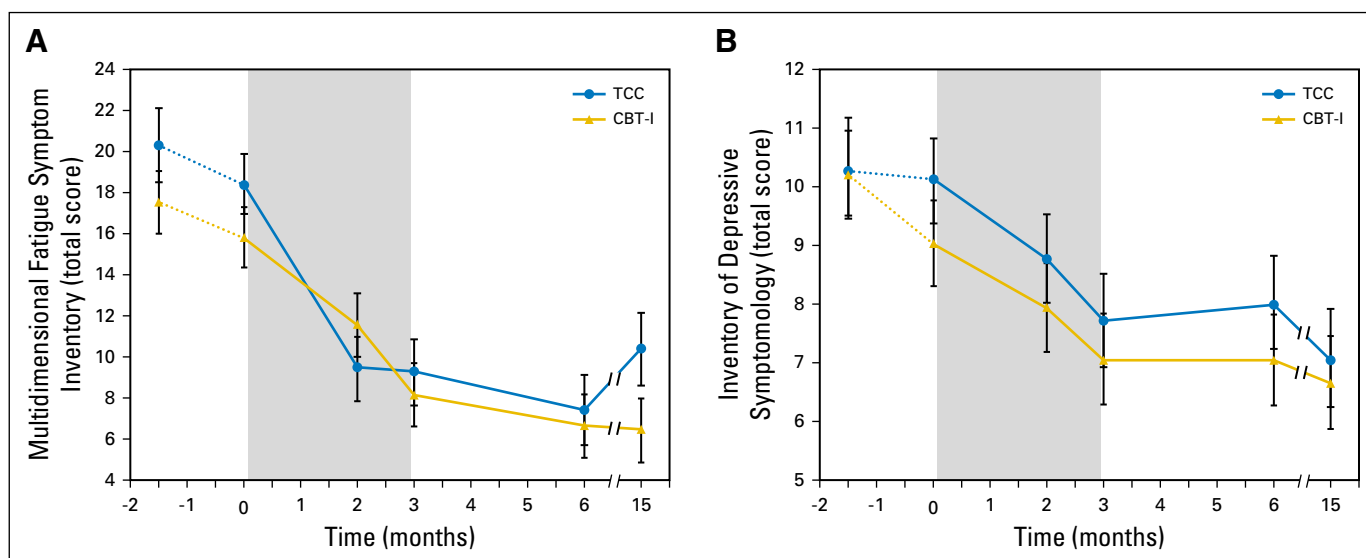 A
Multidimensional Fatigue Symptom
Inventory (total score)
24
22
20
18
16
14
12
10
8
6
4
TCC
CBT-I
-2 -1 0 1 2 3 5 6 15
Time (months)
B
Inventory of Depressive
Symptomology (total score)
12
11
10
9
8
7
6
5
TCC
CBT-I
-2 -1 0 1 2 3 5 6 15
Time (months)